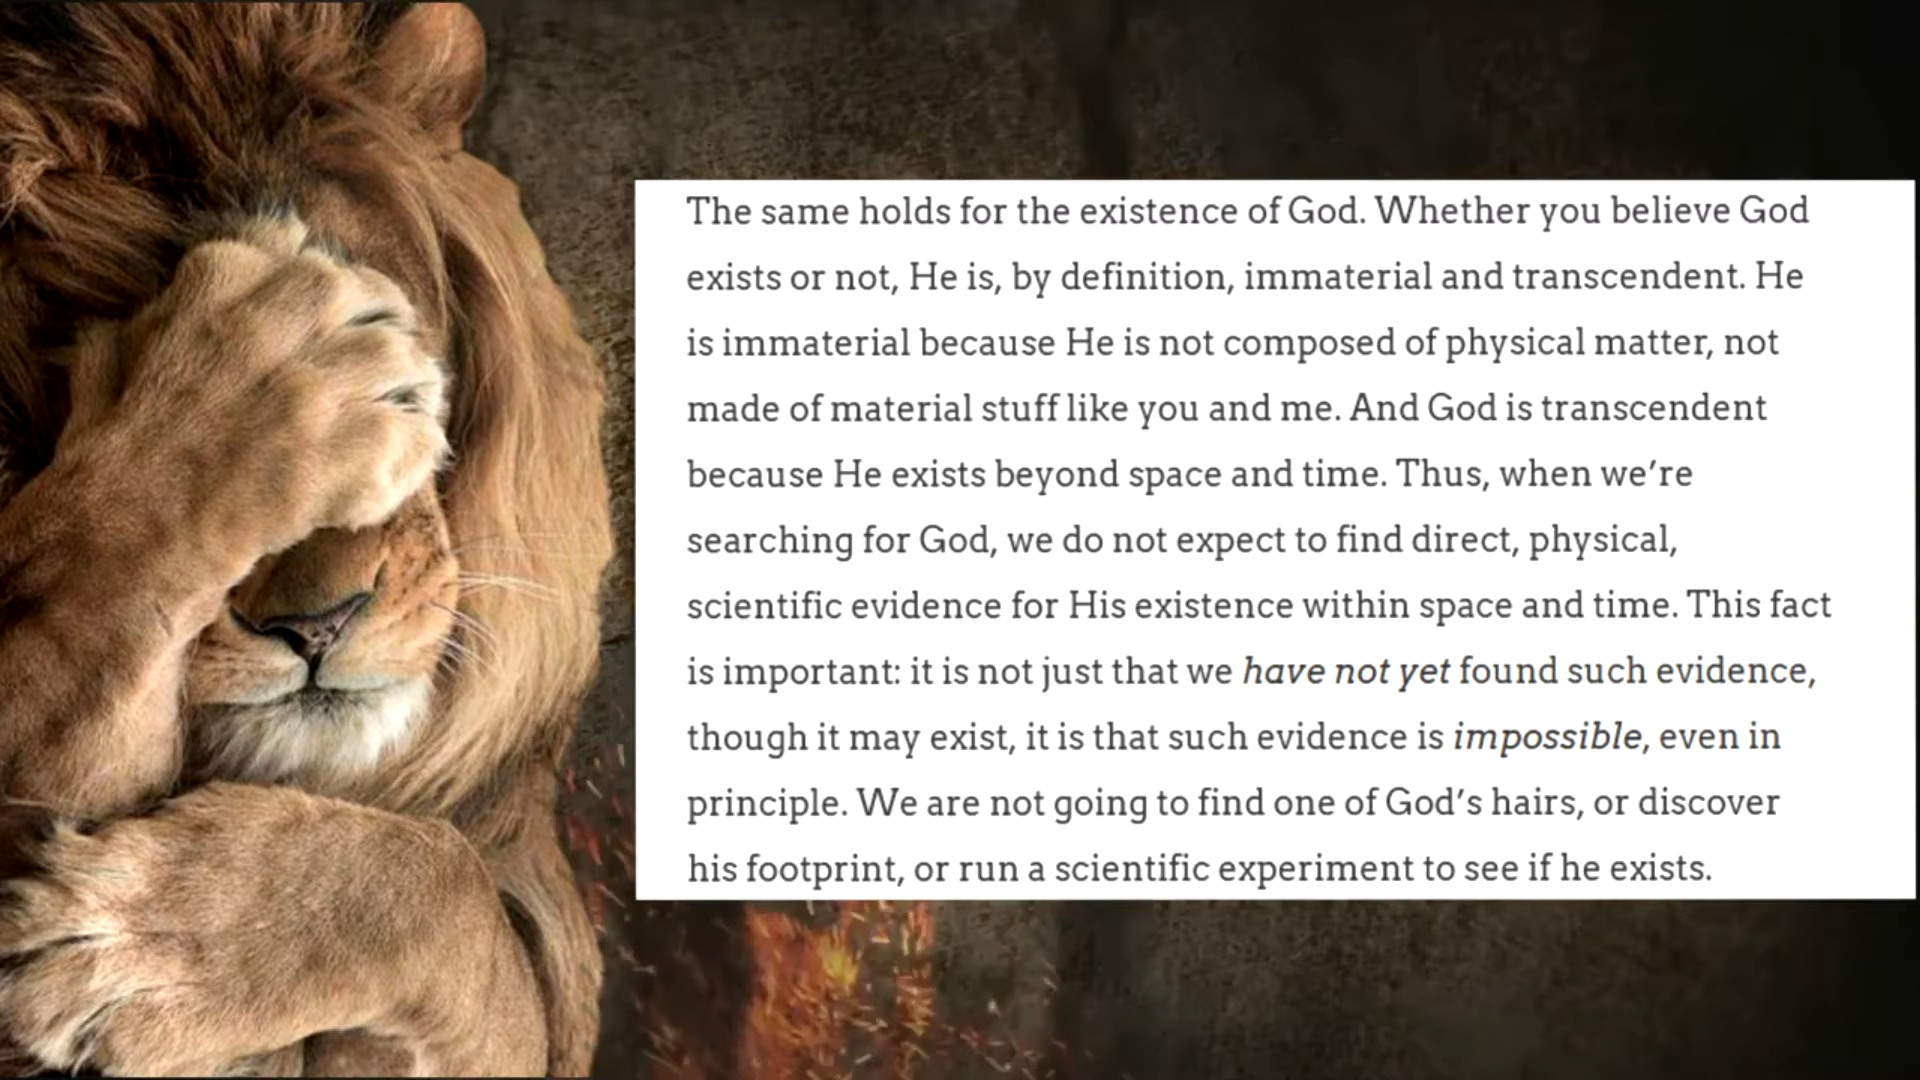 The same holds for the existence of God. Whether you believe God
exists or not, He is, by definition, immaterial and transcendent. He
is immaterial because He is not composed of physical matter, not
made of material stuff like you and me. And God is transcendent
because He exists beyond space and time. Thus, when we’re
searching for God, we do not expect to find direct, physical,
scientific evidence for His existence within space and time. This fact
is important: it is not just that we have not yet found such evidence,
though it may exist, it is that such evidence is impossible, even in
principle. We are not going to find one of God’s hairs, or discover
his footprint, or run a scientific experiment to see if he exists.